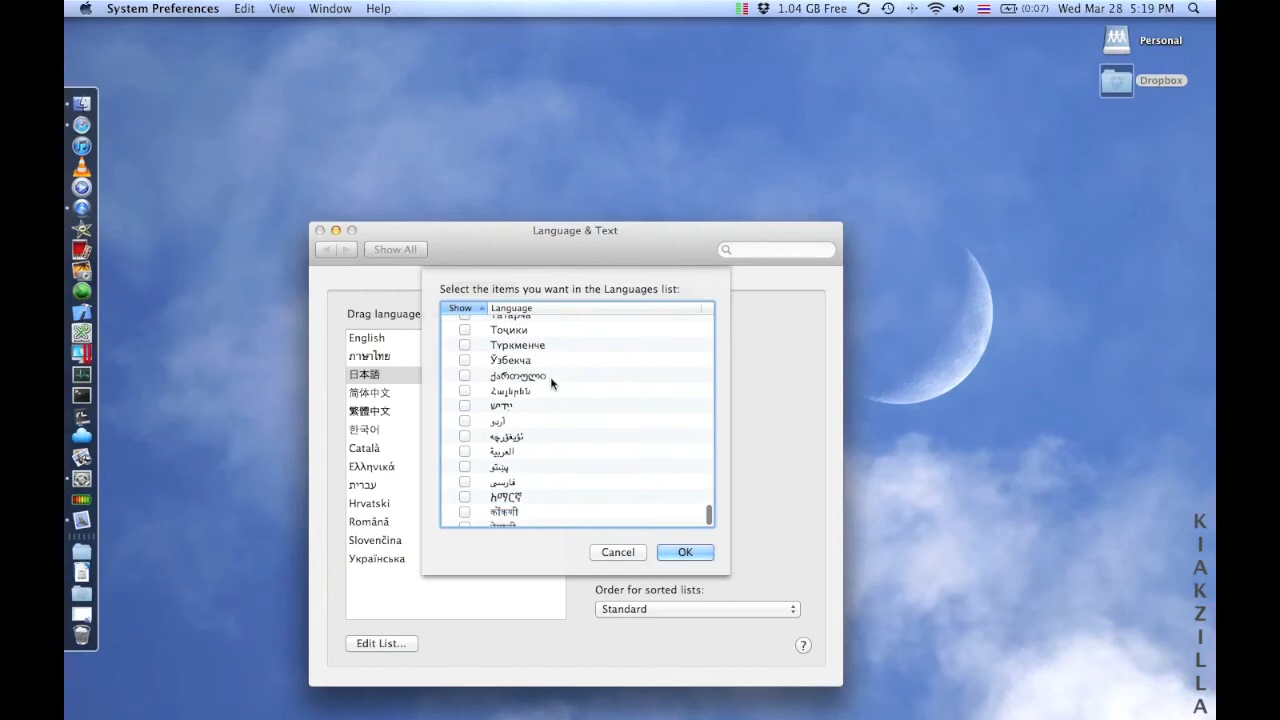 System Preferences Edit View Window Help 1.04 GB Free (0:07) Wed Mar 28 5:19 PM
Personal
Dropbox
Language & Text
Show All
Select the items you want in the Languages list:
Show Language
Татарча
Тоҷики
Туркменче
Ўзбекча
ქართული
Հայերեն
ייִדיש
اردو
ئۇيغۇرچە
العربية
پښتو
فارسی
አማርኛ
कोंकणी
Cancel OK
Drag language
English
ภาษาไทย
日本語
简体中文
繁體中文
한국어
Català
Ελληνικά
עברית
Hrvatski
Română
Slovenčina
Українська
Order for sorted lists:
Standard
Edit List...
?
KIAKZILLA